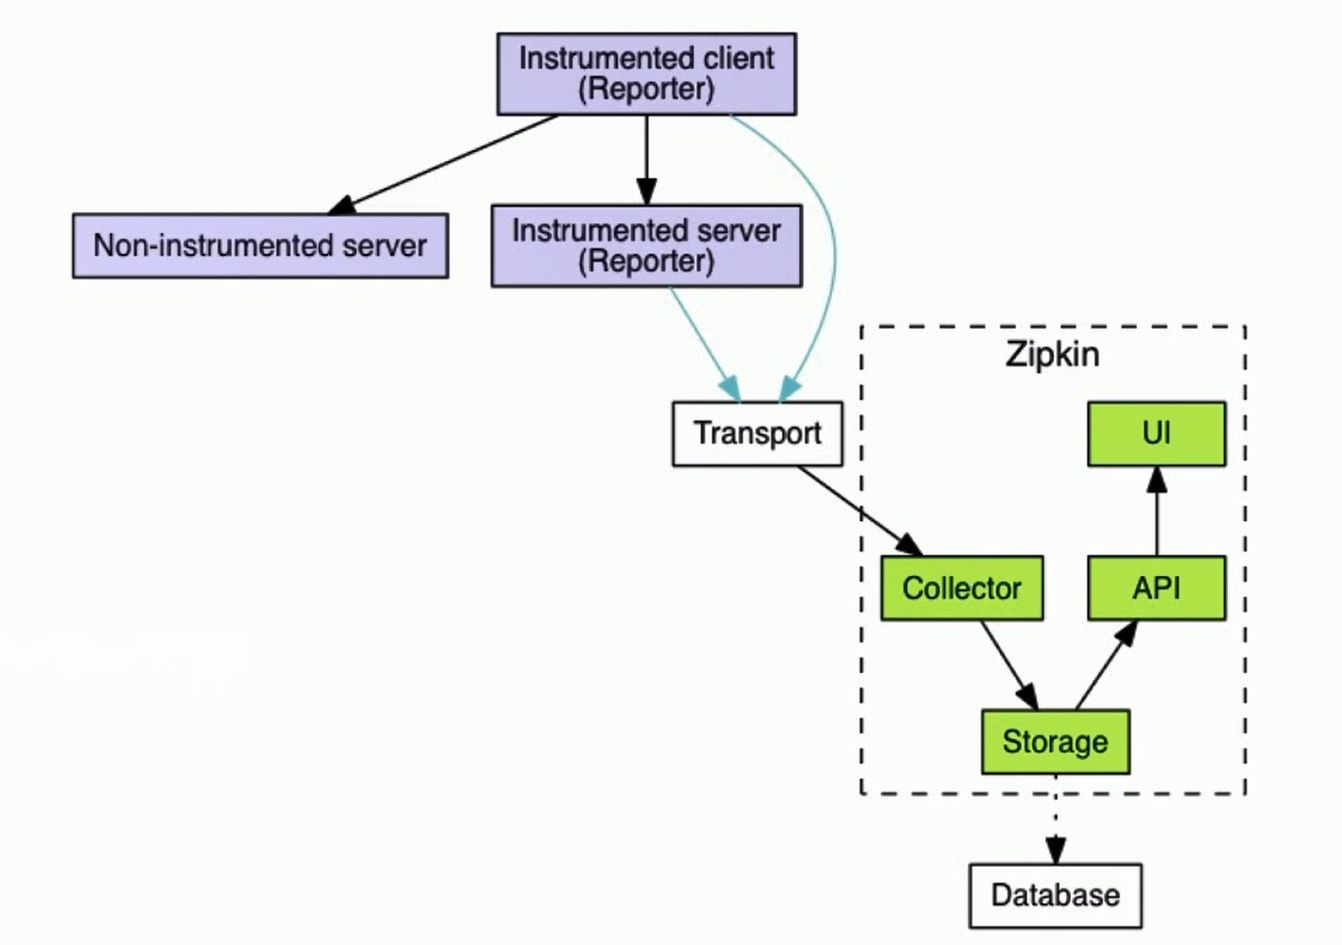 Instrumented client
(Reporter)
Non-instrumented server
Instrumented server
(Reporter)
Zipkin
Transport
UI
Collector
API
Storage
Database